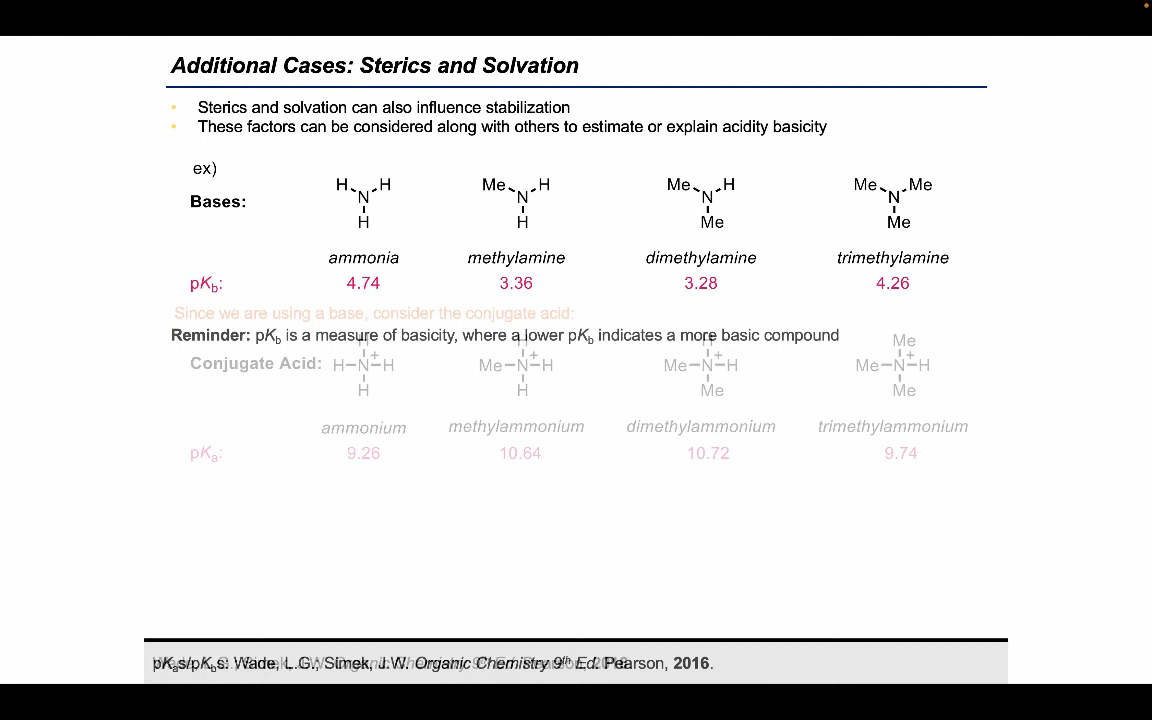 Additional Cases: Sterics and Solvation
• Sterics and solvation can also influence stabilization
• These factors can be considered along with others to estimate or explain acidity basicity
ex)
H H Me H Me H Me Me
Bases: N N N N
H H Me Me
ammonia methylamine dimethylamine trimethylamine
pKb: 4.74 3.36 3.28 4.26
Since we are using a base, consider the conjugate acid:
Reminder: pKb is a measure of basicity, where a lower pKb indicates a more basic compound
H H H Me
Conjugate Acid: H–N+–H Me–N+–H Me–N+–H Me–N+–H
H H Me Me
ammonium methylammonium dimethylammonium trimethylammonium
pKa: 9.26 10.64 10.72 9.74
pKas/pKbs: Wade, L.G.; Simek, J.W. Organic Chemistry 9th Ed. Pearson, 2016.